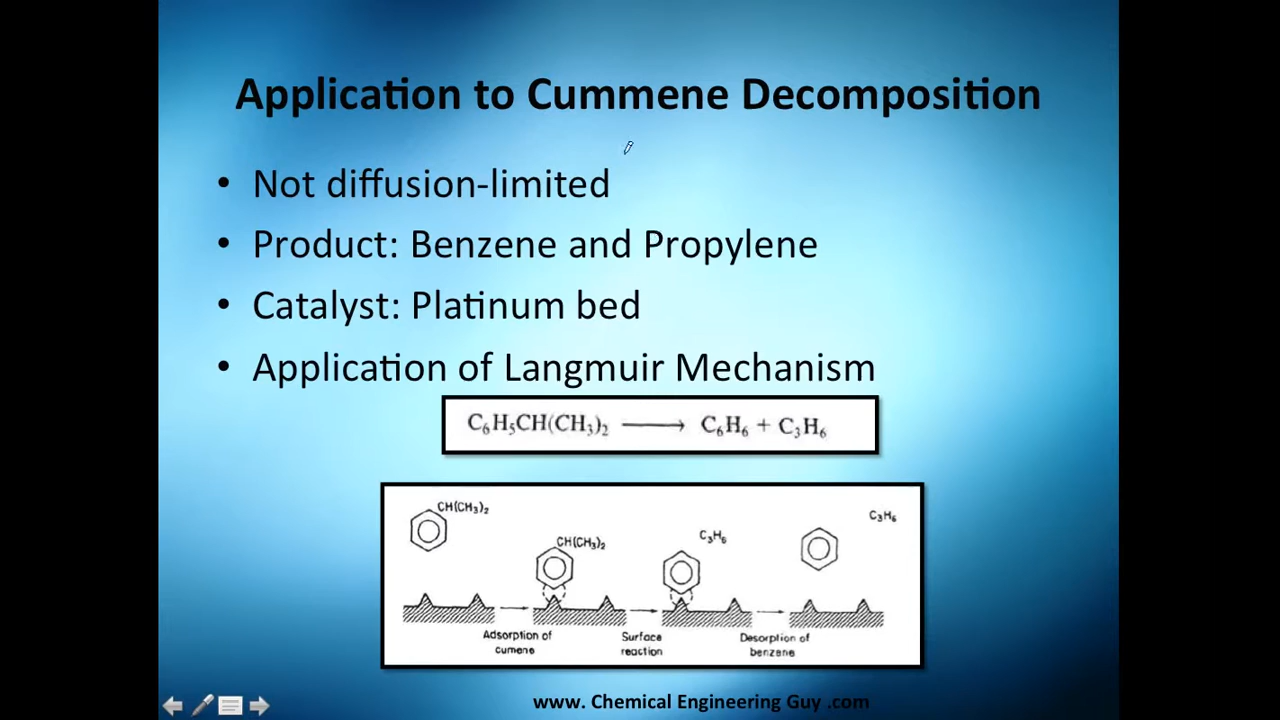 Application to Cummene Decomposition
• Not diffusion-limited
• Product: Benzene and Propylene
• Catalyst: Platinum bed
• Application of Langmuir Mechanism
C₆H₅CH(CH₃)₂ ⟶ C₆H₆ + C₃H₆
CH(CH₃)₂
CH(CH₃)₂
C₃H₆
C₃H₆
Adsorption of
cumene
Surface
reaction
Desorption of
benzene
www. Chemical Engineering Guy .com